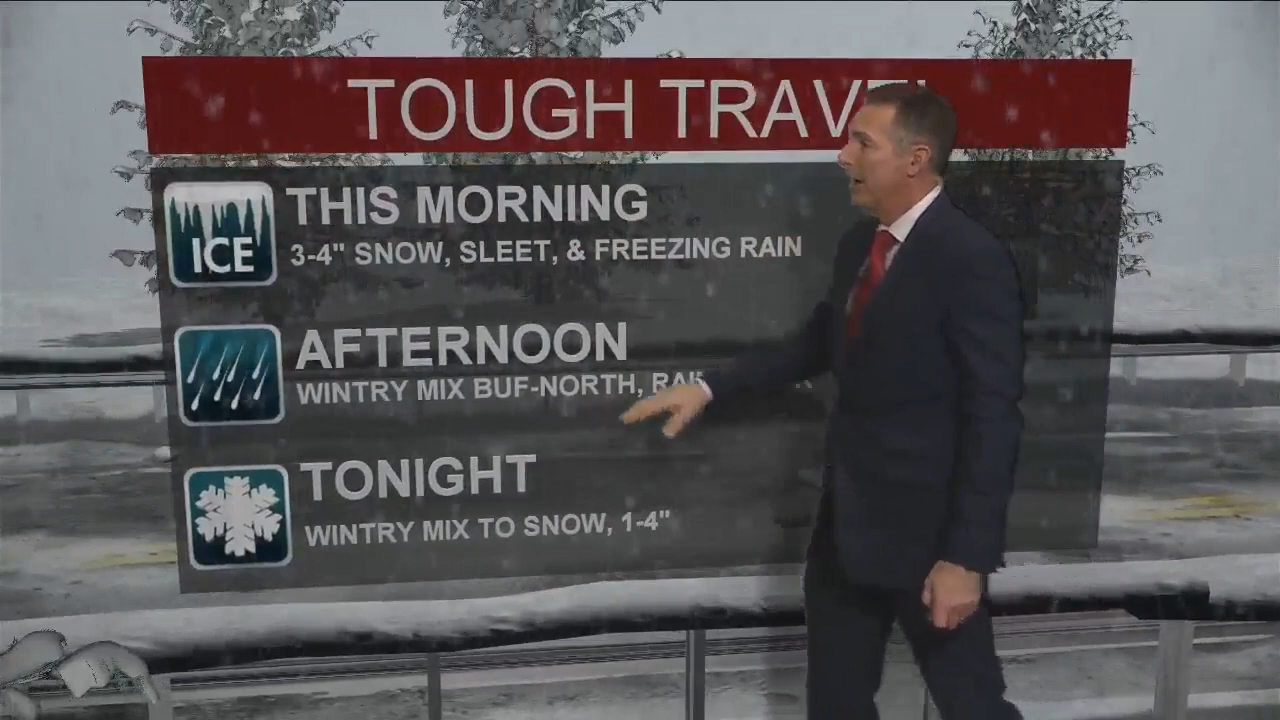 TOUGH TRAVEL
ICE
THIS MORNING
3-4" SNOW, SLEET, & FREEZING RAIN
AFTERNOON
WINTRY MIX BUF-NORTH,
TONIGHT
WINTRY MIX TO SNOW, 1-4"